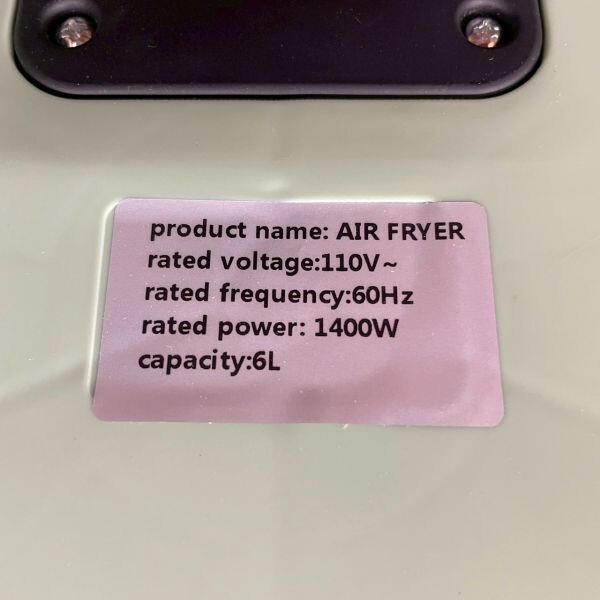 product name: AIR FRYER
rated voltage:110V~
rated frequency:60Hz
rated power: 1400W
capacity:6L